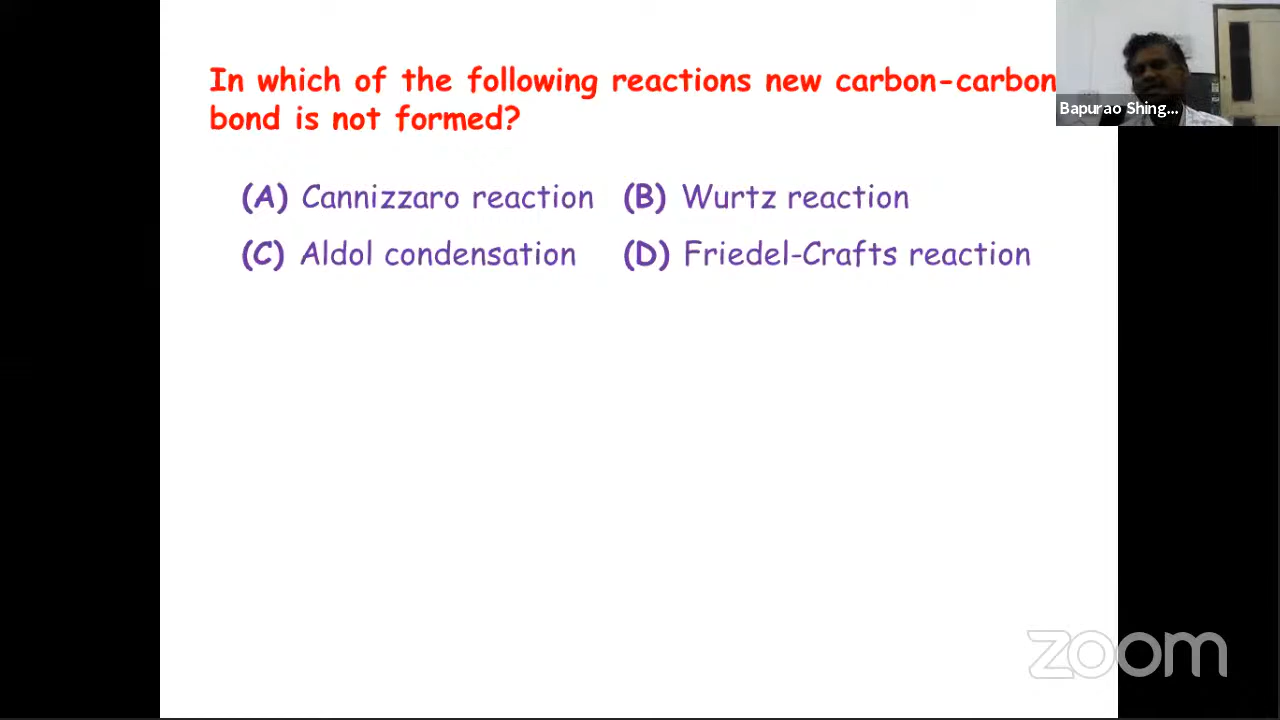 In which of the following reactions new carbon-carbon
bond is not formed?
Bapurao Shing...
(A) Cannizzaro reaction (B) Wurtz reaction
(C) Aldol condensation (D) Friedel-Crafts reaction
zoom